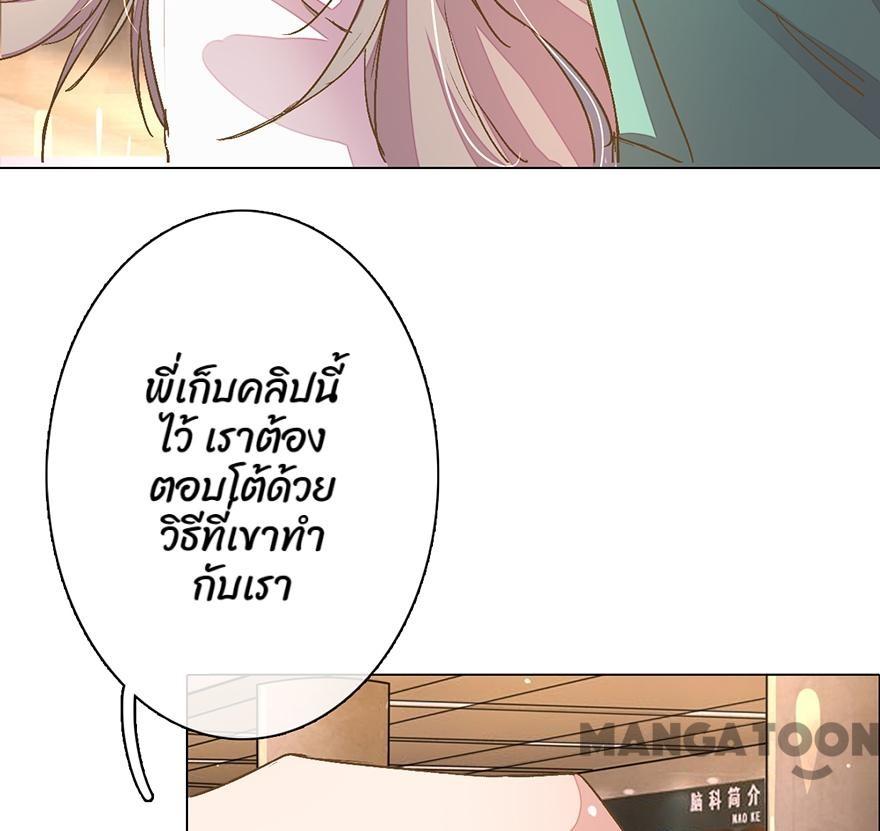 พี่เก็บคลิปนี้
ไว้ เราต้อง
ตอบโต้ด้วย
วิธีที่เขาทำ
กับเรา
MANGATOON
脑科简介
NAO KE